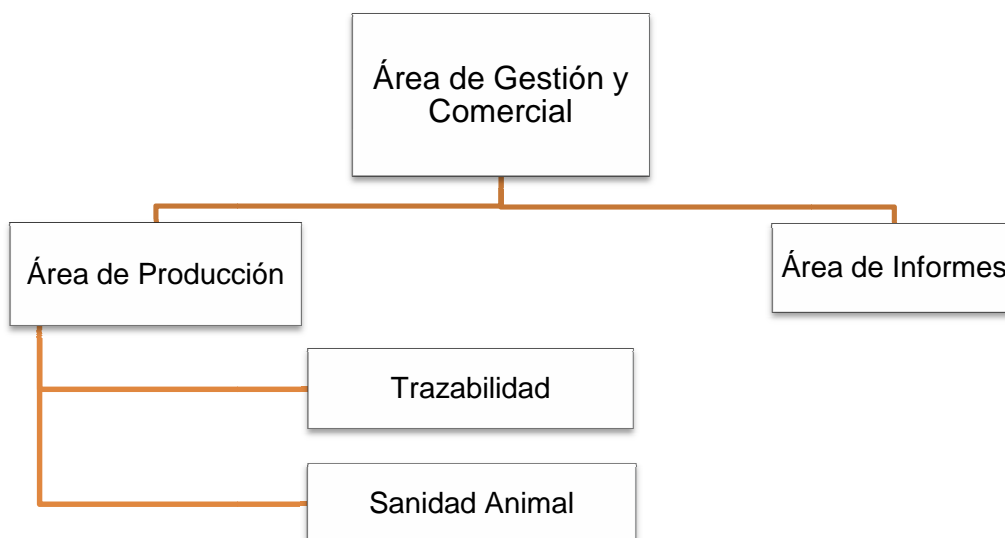 Área de Gestión y
Comercial
Área de Producción
Área de Informes
Trazabilidad
Sanidad Animal